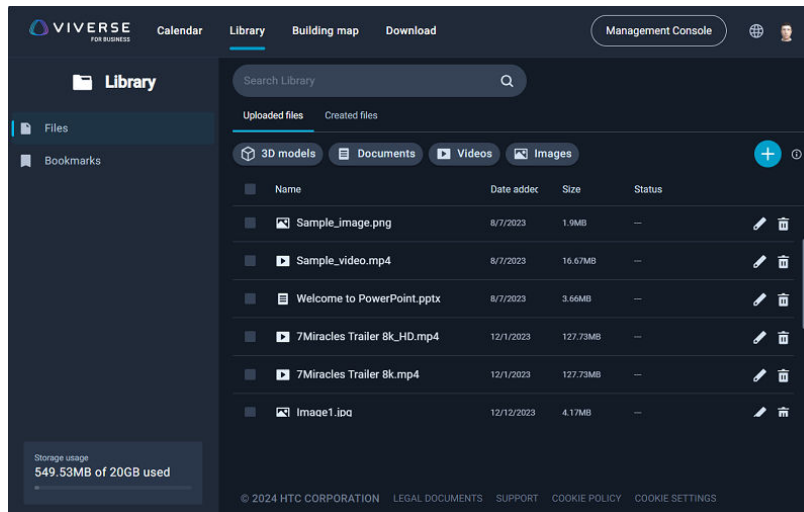 VIVERSE
FOR BUSINESS
Calendar
Library
Building map
Download
Management Console
Library
Files
Bookmarks
Storage usage
549.53MB of 20GB used
Search Library
Uploaded files
Created files
3D models
Documents
Videos
Images
Name
Date added
Size
Status
Sample_image.png
8/7/2023
1.9MB
---
Sample_video.mp4
8/7/2023
16.67MB
---
Welcome to PowerPoint.pptx
8/7/2023
3.66MB
---
7Miracles Trailer 8k_HD.mp4
12/1/2023
127.73MB
---
7Miracles Trailer 8k.mp4
12/1/2023
127.73MB
---
Image1.jpg
12/12/2023
4.17MB
---
© 2024 HTC CORPORATION
LEGAL DOCUMENTS
SUPPORT
COOKIE POLICY
COOKIE SETTINGS